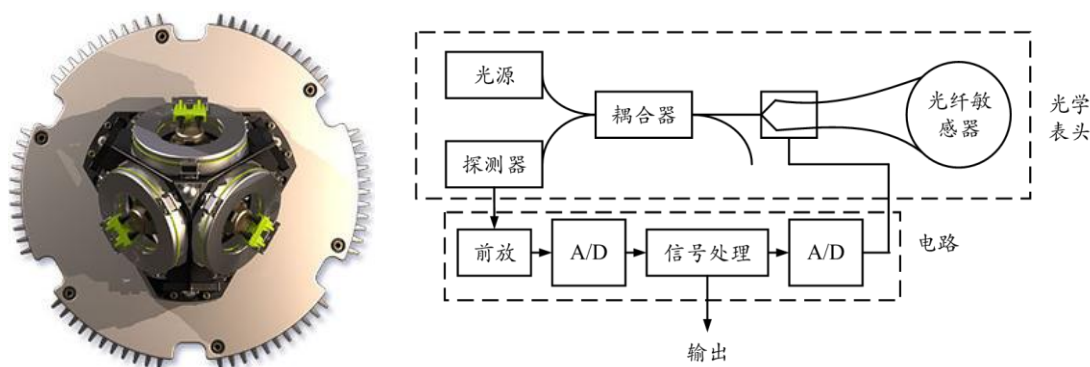 光源
耦合器
光纤敏
感器
光学
表头
探测器
前放
A/D
信号处理
A/D
电路
输出